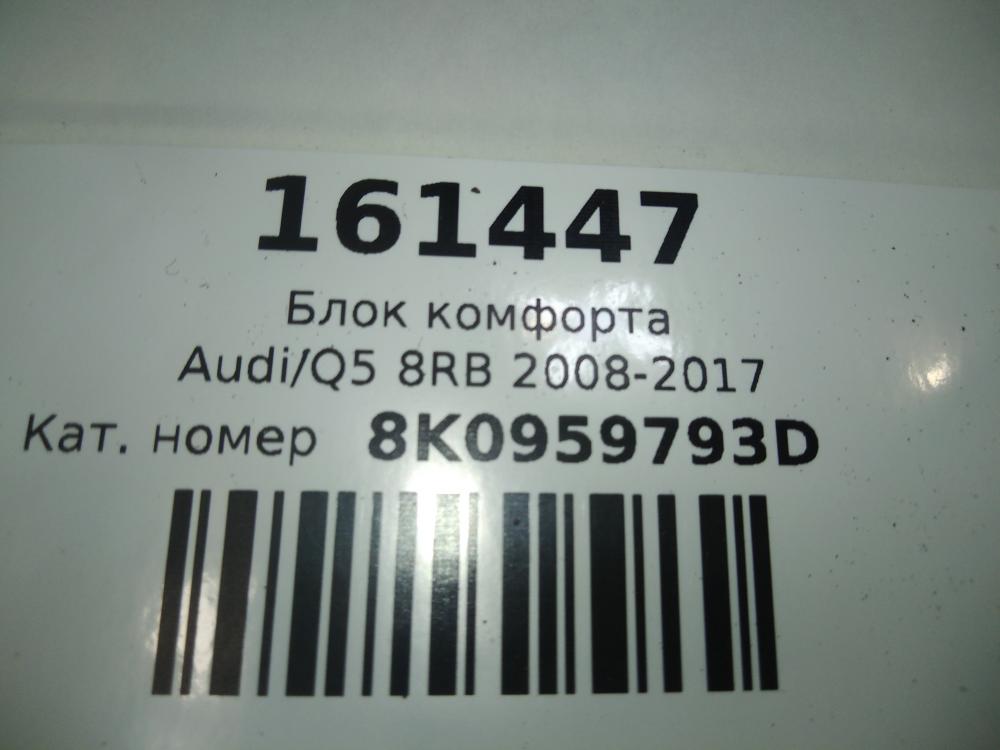 161447
Блок комфорта
Audi/Q5 8RB 2008-2017
Кат. номер 8K0959793D